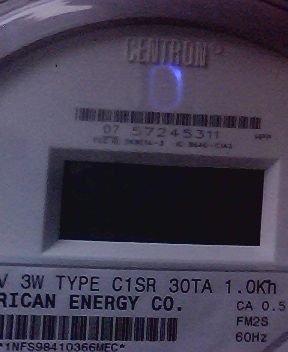 CENTRON®
07 57245311
V 3W TYPE C1SR 30TA 1.0Kh
RICAN ENERGY CO.
CA 0.5
FM2S
60Hz
*1NFS98410366MEC*